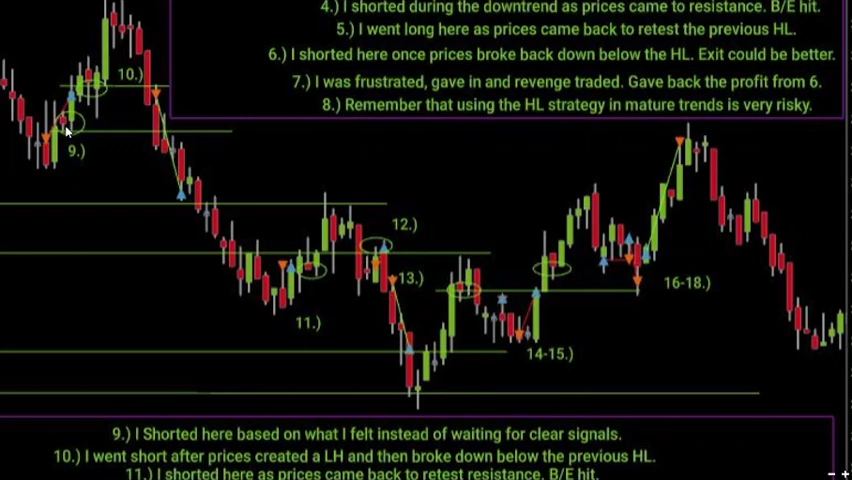 4.) I shorted during the downtrend as prices came to resistance. B/E hit.
5.) I went long here as prices came back to retest the previous HL.
6.) I shorted here once prices broke back down below the HL. Exit could be better.
7.) I was frustrated, gave in and revenge traded. Gave back the profit from 6.
8.) Remember that using the HL strategy in mature trends is very risky.
10.)
9.)
12.)
13.)
11.)
16-18.)
14-15.)
9.) I Shorted here based on what I felt instead of waiting for clear signals.
10.) I went short after prices created a LH and then broke down below the previous HL.
11.) I shorted here as prices came back to retest resistance. B/E hit.